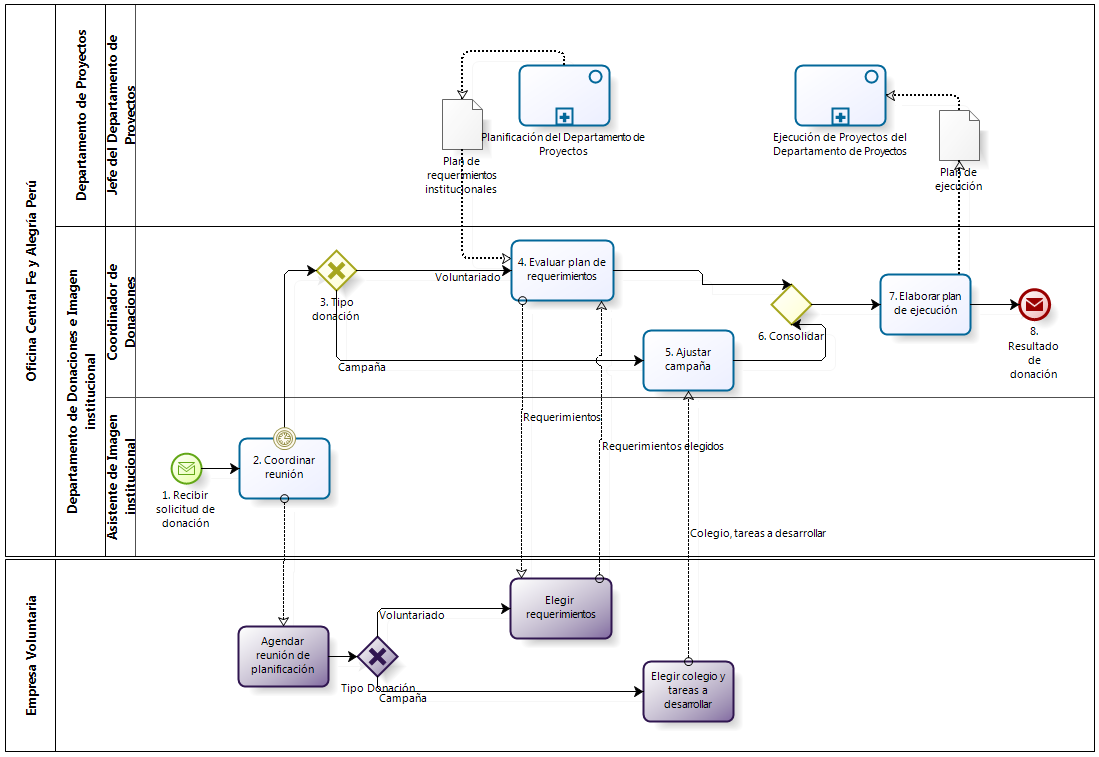 Oficina Central Fe y Alegría Perú
Departamento de Proyectos
Jefe del Departamento de
Proyectos
Planificación del Departamento de
Proyectos
Plan de
requerimientos
institucionales
Ejecución de Proyectos del
Departamento de Proyectos
Plan de
ejecución
Departamento de Donaciones e Imagen
institucional
Coordinador de
Donaciones
3. Tipo
donación
Voluntariado
Campaña
4. Evaluar plan de
requerimientos
5. Ajustar
campaña
6. Consolidar
7. Elaborar plan
de ejecución
8.
Resultado
de
donación
Asistente de Imagen
institucional
1. Recibir
solicitud de
donación
2. Coordinar
reunión
Requerimientos
Requerimientos elegidos
Colegio, tareas a desarrollar
Empresa Voluntaria
Agendar
reunión de
planificación
Tipo Donación
Voluntariado
Campaña
Elegir
requerimientos
Elegir colegio y
tareas a
desarrollar